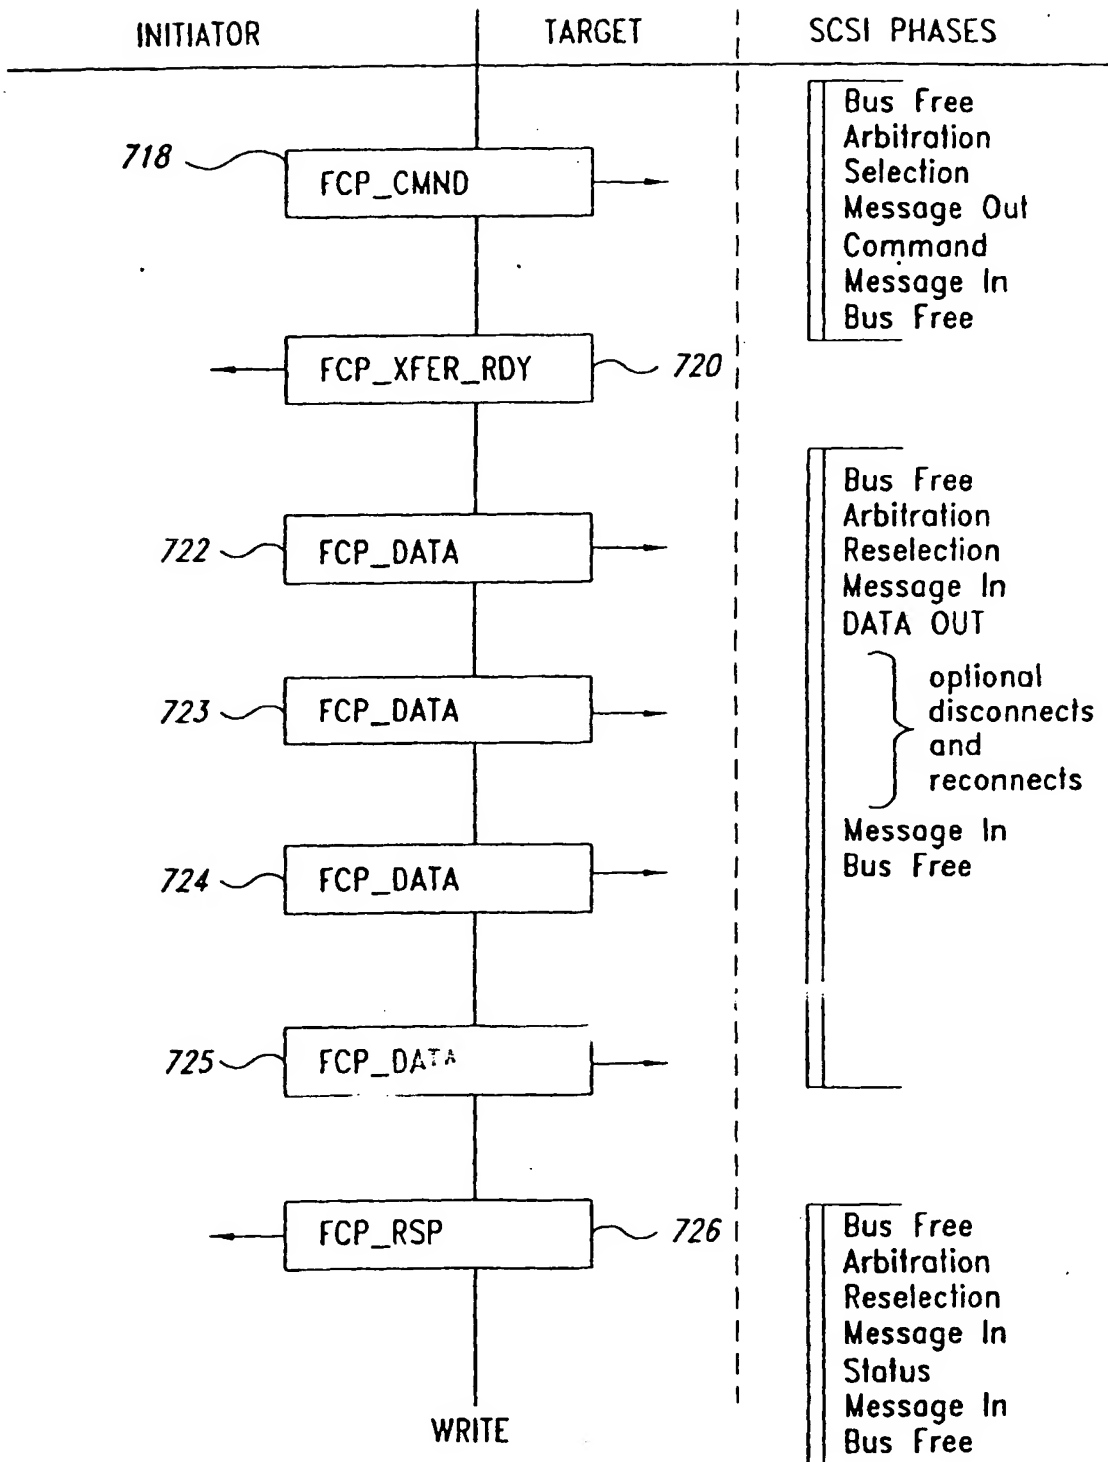 INITIATOR TARGET SCSI PHASES
718 FCP_CMND
Bus Free
Arbitration
Selection
Message Out
Command
Message In
Bus Free
FCP_XFER_RDY 720
722 FCP_DATA
723 FCP_DATA
724 FCP_DATA
725 FCP_DATA
Bus Free
Arbitration
Reselection
Message In
DATA OUT
optional
disconnects
and
reconnects
Message In
Bus Free
FCP_RSP 726
Bus Free
Arbitration
Reselection
Message In
Status
Message In
Bus Free
WRITE